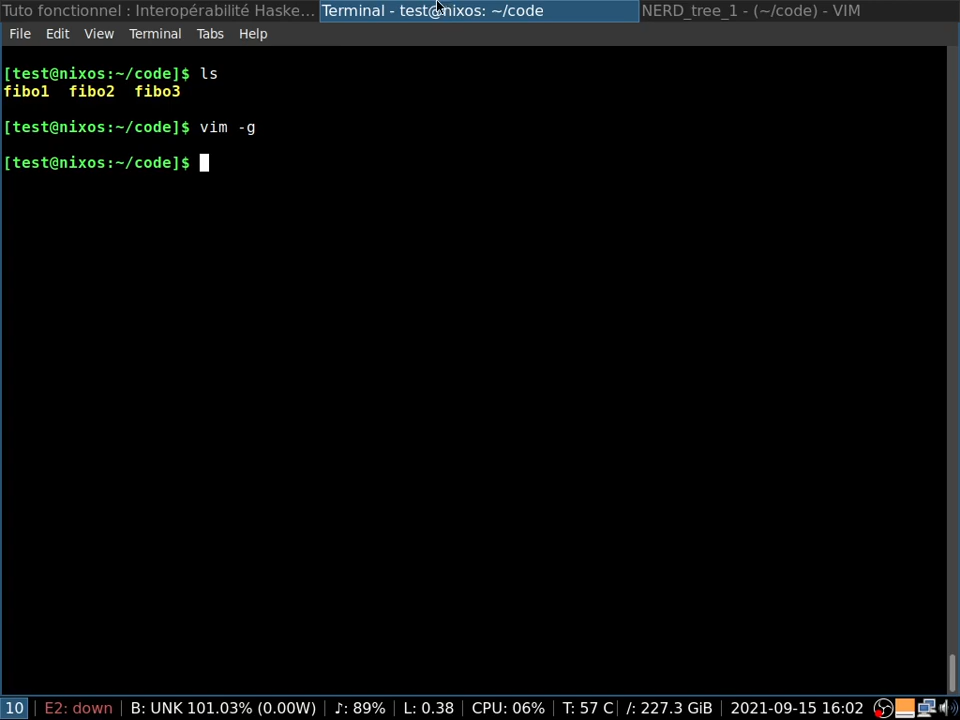 Tuto fonctionnel : Interopérabilité Haske... Terminal - test@nixos: ~/code NERD_tree_1 - (~/code) - VIM
File Edit View Terminal Tabs Help
[test@nixos:~/code]$ ls
fibo1 fibo2 fibo3
[test@nixos:~/code]$ vim -g
[test@nixos:~/code]$
10 | E2: down | B: UNK 101.03% (0.00W) | ♪: 89% | L: 0.38 | CPU: 06% | T: 57 C | /: 227.3 GiB | 2021-09-15 16:02